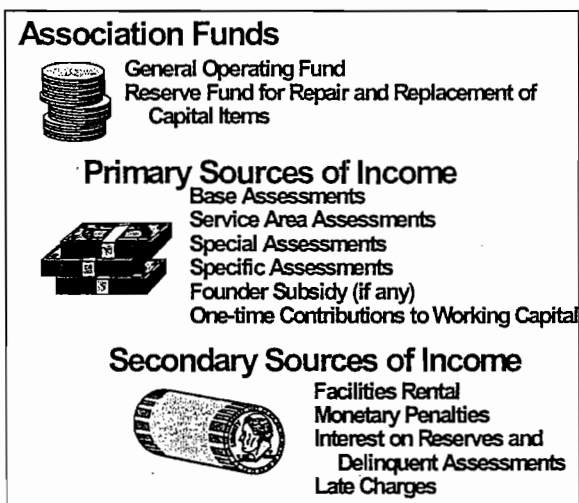 Association Funds
General Operating Fund
Reserve Fund for Repair and Replacement of
Capital Items
Primary Sources of Income
Base Assessments
Service Area Assessments
Special Assessments
Specific Assessments
Founder Subsidy (if any)
One-time Contributions to Working Capital
Secondary Sources of Income
Facilities Rental
Monetary Penalties
Interest on Reserves and
Delinquent Assessments
Late Charges